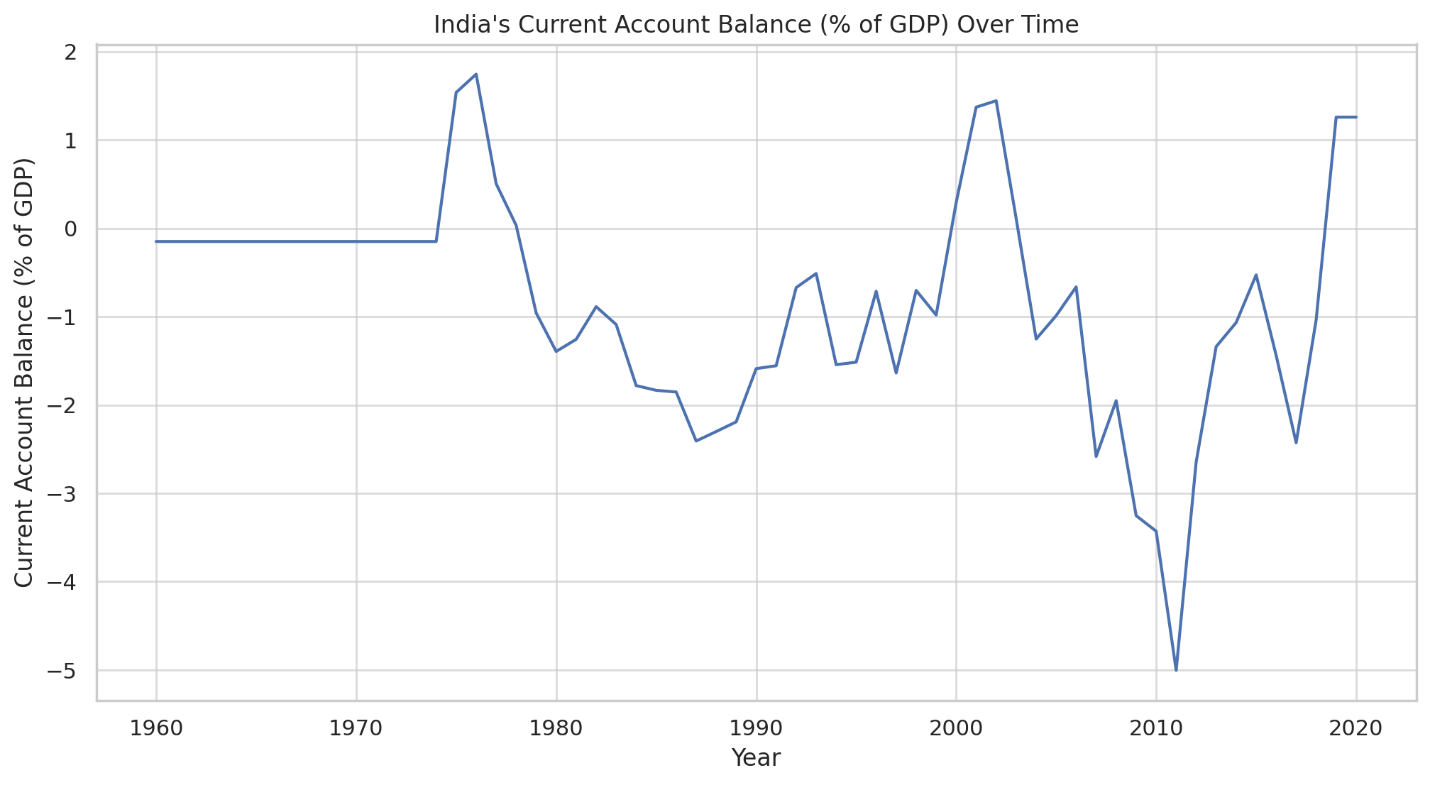 India's Current Account Balance (% of GDP) Over Time
Current Account Balance (% of GDP)
2
1
0
−1
−2
−3
−4
−5
1960 1970 1980 1990 2000 2010 2020
Year